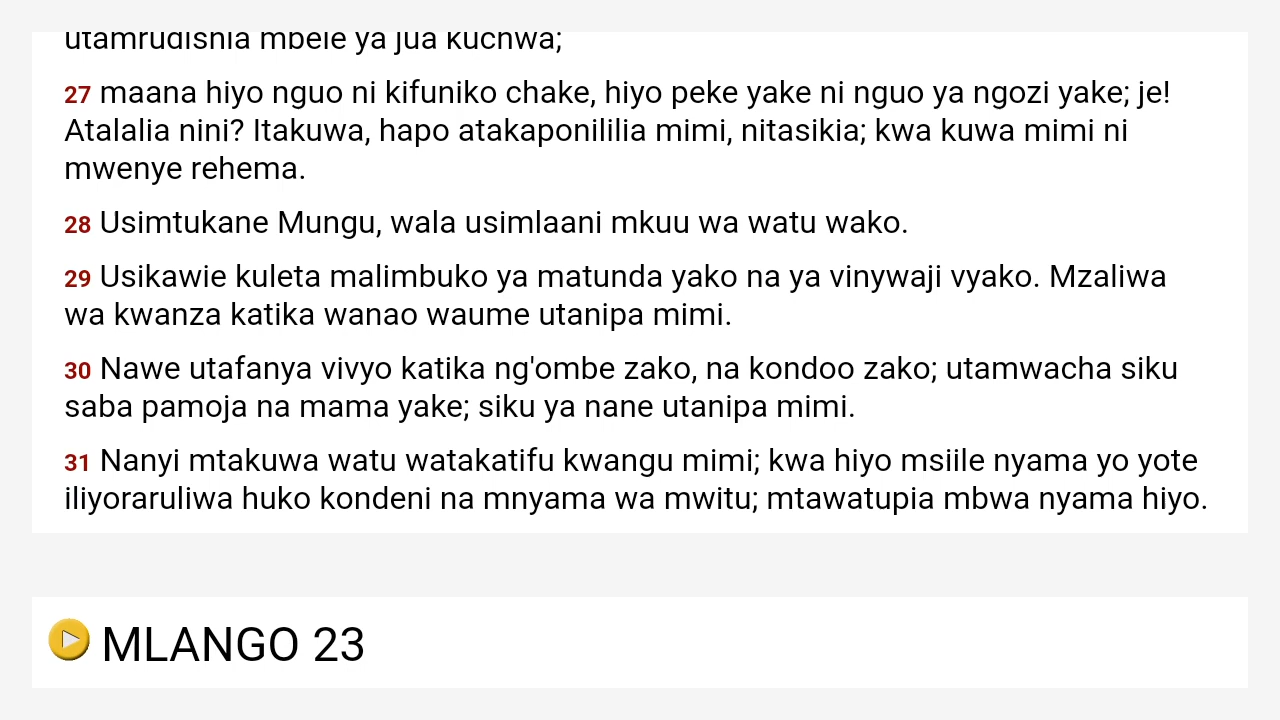 utamrudishia mbele ya jua kuchwa;
27 maana hiyo nguo ni kifuniko chake, hiyo peke yake ni nguo ya ngozi yake; je!
Atalalia nini? Itakuwa, hapo atakaponililia mimi, nitasikia; kwa kuwa mimi ni
mwenye rehema.
28 Usimtukane Mungu, wala usimlaani mkuu wa watu wako.
29 Usikawie kuleta malimbuko ya matunda yako na ya vinywaji vyako. Mzaliwa
wa kwanza katika wanao waume utanipa mimi.
30 Nawe utafanya vivyo katika ng'ombe zako, na kondoo zako; utamwacha siku
saba pamoja na mama yake; siku ya nane utanipa mimi.
31 Nanyi mtakuwa watu watakatifu kwangu mimi; kwa hiyo msiile nyama yo yote
iliyoraruliwa huko kondeni na mnyama wa mwitu; mtawatupia mbwa nyama hiyo.
MLANGO 23